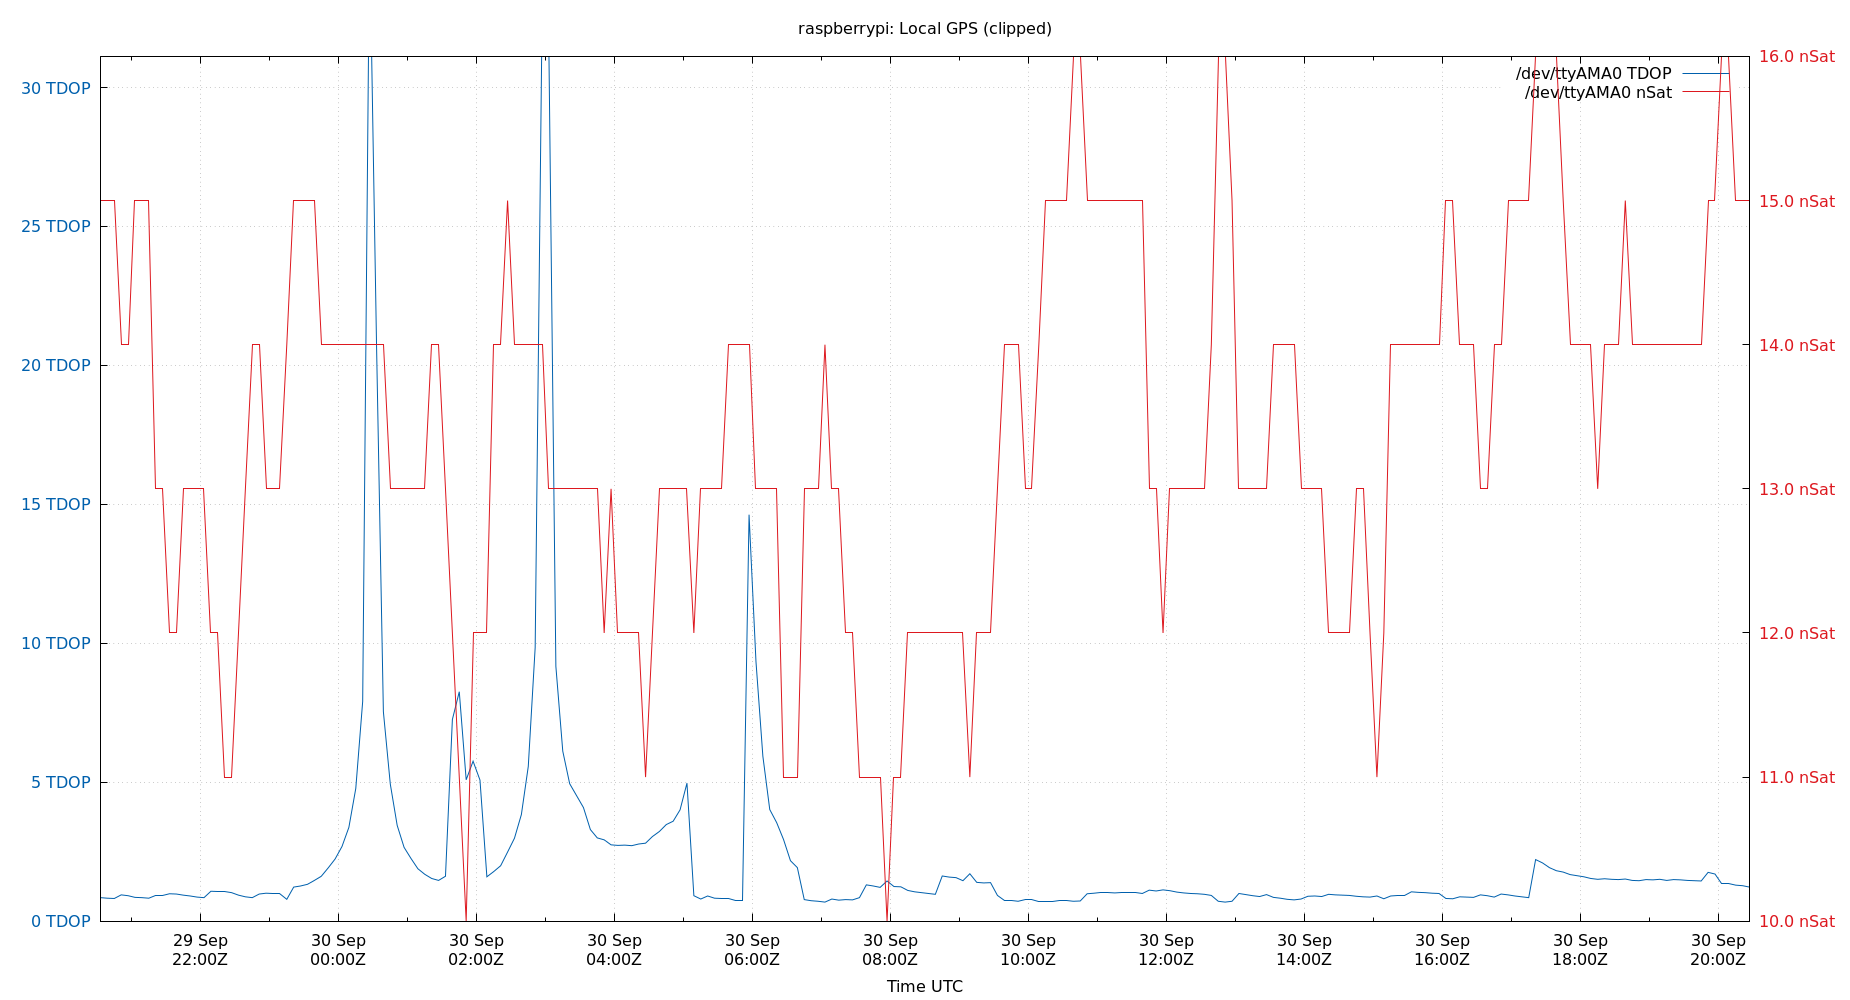 raspberrypi: Local GPS (clipped)
/dev/ttyAMA0 TDOP
/dev/ttyAMA0 nSat
30 TDOP
25 TDOP
20 TDOP
15 TDOP
10 TDOP
5 TDOP
0 TDOP
16.0 nSat
15.0 nSat
14.0 nSat
13.0 nSat
12.0 nSat
11.0 nSat
10.0 nSat
29 Sep
22:00Z
30 Sep
00:00Z
30 Sep
02:00Z
30 Sep
04:00Z
30 Sep
06:00Z
30 Sep
08:00Z
30 Sep
10:00Z
30 Sep
12:00Z
30 Sep
14:00Z
30 Sep
16:00Z
30 Sep
18:00Z
30 Sep
20:00Z
Time UTC